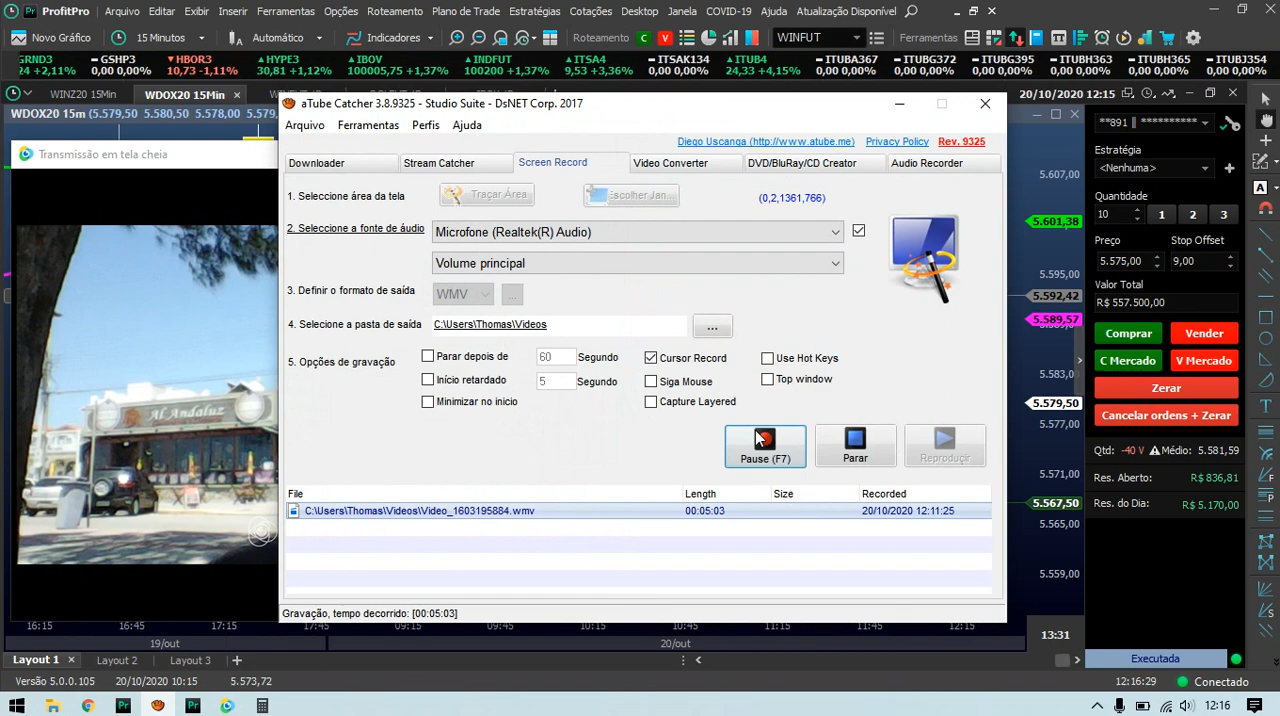 ProfitPro Arquivo Editar Exibir Inserir Ferramentas Opções Roteamento Pleno de Trade Estratégias Cotações Desktop Janela COVID-19 Ajuda Atualização Disponível
Novo Gráfico 15 Minutos Automático Indicadores Roteamento C V WINFUT Ferramentas
GRND3 GSHP3 HBOR3 HYPE3 IBOV INDFUT ITSA4 ITSAK134 ITUB4 ITUBA367 ITUBG372 ITUBG395 ITUBH363 ITUBH365 ITUBJ354
24 +2,11% 0,00 0,00% 10,73 -1,11% 30,81 +1,12% 100005,75 +1,37% 100200 +1,37% 9,53 +3,36% 0,00 0,00% 24,33 +4,15% 0,00 0,00% 0,00 0,00% 0,00 0,00% 0,00 0,00% 0,00 0,00% 0,00 0,00%
WINZ20 15Min WDOX20 15Min 20/10/2020 12:15
WDOX20 15m (5.579,50 5.580,50 5.578,00
Transmissão em tela cheia
Al Andaluz
aTube Catcher 3.8.9325 - Studio Suite - DsNET Corp. 2017
Arquivo Ferramentas Perfis Ajuda
Diego Uscanga (http://www.atube.me) Privacy Policy Rev. 9325
Downloader Stream Catcher Screen Record Video Converter DVD/BluRay/CD Creator Audio Recorder
1. Seleccione área da tela Traçar Área Escolher Jan... (0,2,1361,766)
2. Selecione a fonte de áudio Microfone (Realtek(R) Audio)
Volume principal
3. Definir o formato de saída WMV ...
4. Selecione a pasta de saída C:\Users\Thomas\Videos ...
5. Opções de gravação Parar depois de 60 Segundo Cursor Record Use Hot Keys
Início retardado 5 Segundo Siga Mouse Top window
Minimizar no inicio Capture Layered
Pause (F7) Parar Reproduçir
File Length Size Recorded
C:\Users\Thomas\Videos\Video_1603195884.wmv 00:05:03 20/10/2020 12:11:25
Gravação, tempo decorrido: [00:05:03]
5.607,00
5.601,38
5.595,00
5.592,42
5.589,57
5.583,0
5.579,50
5.577,00
5.571,00
5.567,50
5.565,00
5.559,00
13:31
**891 ║ **********
Estratégia
<Nenhuma>
Quantidade
10 1 2 3
Preço Stop Offset
5.575,00 9,00
Valor Total
R$ 557.500,00
Comprar Vender
C Mercado V Mercado
Zerar
Cancelar ordens + Zerar
Qtd: -40 V Médio: 5.581,59
Res. Aberto: R$ 836,81
Res. do Dia: R$ 5.170,00
Executada
16:15 16:45 17:15 09:15 09:45 10:15 10:45 11:15 11:45 12:15
19/out 20/out
Layout 1 Layout 2 Layout 3
Versão 5.0.0.105 20/10/2020 10:15 5.573,72 12:16:29 Conectado
12:16